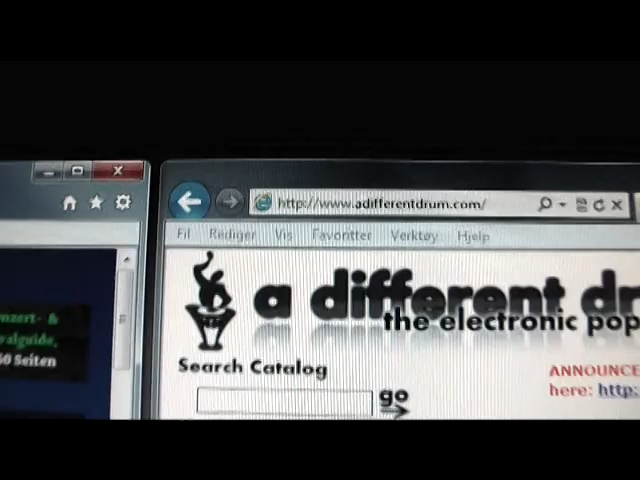 http://www.adifferentdrum.com/
Fil Rediger Vis Favoritter Verktøy Hjelp
a different dr
the electronic pop
Search Catalog
go
ANNOUNCE
here: http:
nzert- &
valguide,
60 Seiten